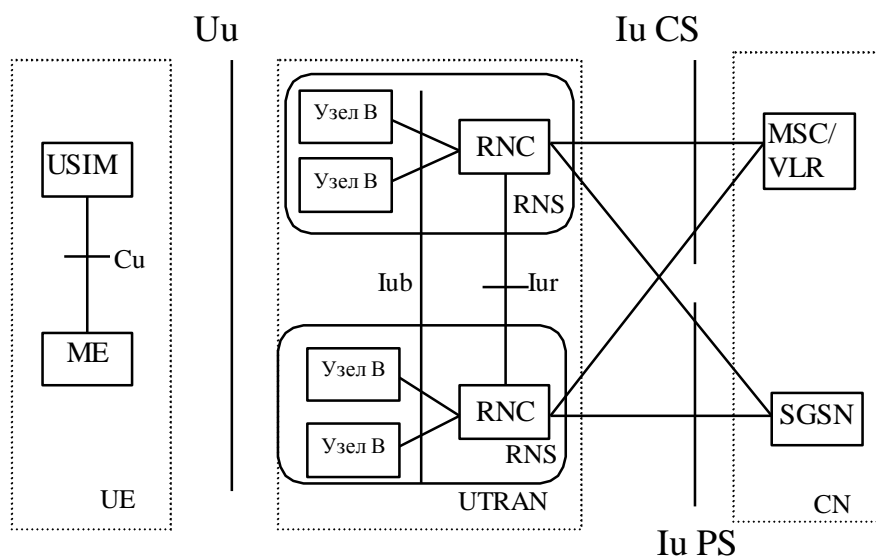 Uu
Iu CS
Узел В
Узел В
RNC
RNS
MSC/
VLR
USIM
Cu
ME
UE
Iub
Iur
Узел В
Узел В
RNC
RNS
UTRAN
SGSN
CN
Iu PS